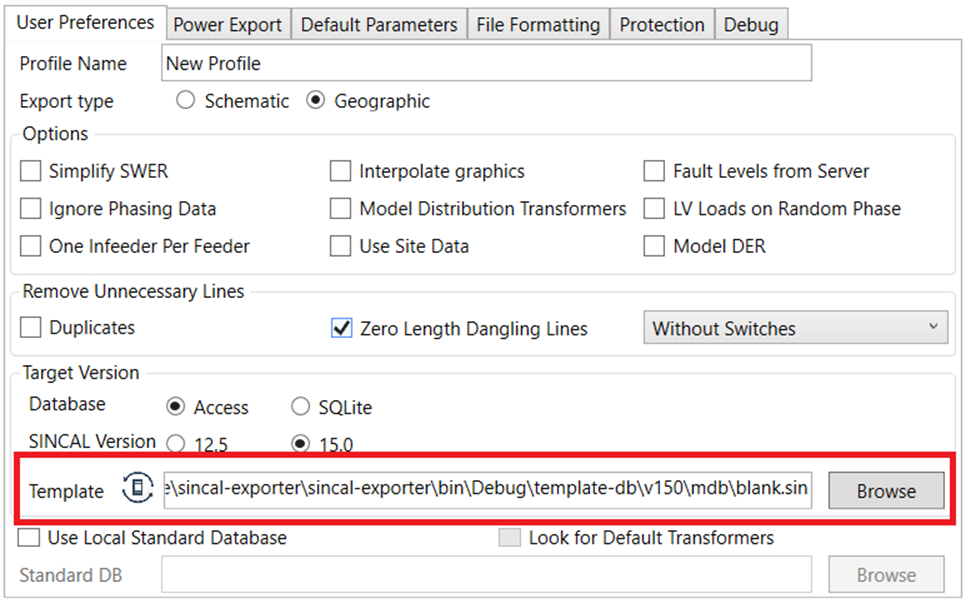 User Preferences Power Export Default Parameters File Formatting Protection Debug
Profile Name New Profile
Export type Schematic Geographic
Options
Simplify SWER Interpolate graphics Fault Levels from Server
Ignore Phasing Data Model Distribution Transformers LV Loads on Random Phase
One Infeeder Per Feeder Use Site Data Model DER
Remove Unnecessary Lines
Duplicates Zero Length Dangling Lines Without Switches
Target Version
Database Access SQLite
SINCAL Version 12.5 15.0
Template e\sincal-exporter\sincal-exporter\bin\Debug\template-db\v150\mdb\blank.sin Browse
Use Local Standard Database Look for Default Transformers
Standard DB Browse